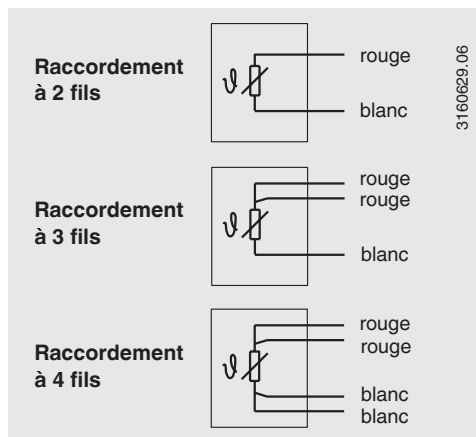 Raccordement
à 2 fils
ϑ
rouge
blanc
3160629.06
Raccordement
à 3 fils
ϑ
rouge
rouge
blanc
Raccordement
à 4 fils
ϑ
rouge
rouge
blanc
blanc